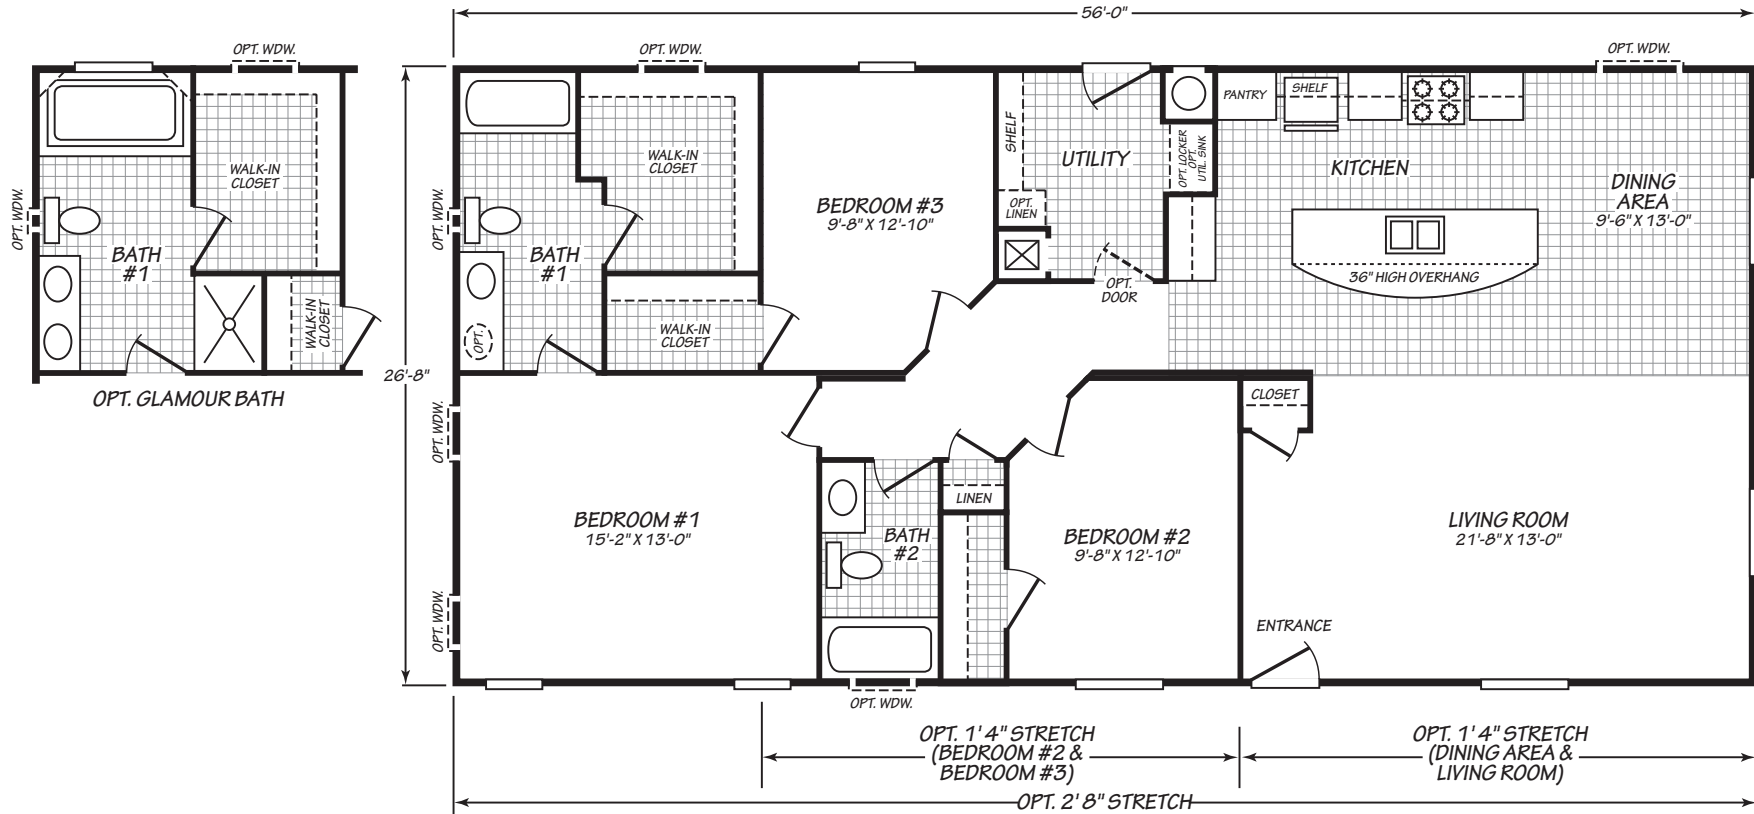 56'-0"
OPT. WDW.
OPT. WDW.
OPT. WDW.
WALK-IN
CLOSET
OPT. WDW.
BATH
#1
WALK-IN
CLOSET
OPT. GLAMOUR BATH
26'-8"
OPT. WDW.
WALK-IN
CLOSET
BATH
#1
OPT.
WALK-IN
CLOSET
BEDROOM #3
9'-8" X 12'-10"
SHELF
UTILITY
OPT.
LINEN
OPT. LOCKER
OPT.
UTIL. SINK
OPT.
DOOR
PANTRY
SHELF
KITCHEN
36" HIGH OVERHANG
DINING
AREA
9'-6" X 13'-0"
OPT. WDW.
OPT. WDW.
BEDROOM #1
15'-2" X 13'-0"
BATH
#2
LINEN
BEDROOM #2
9'-8" X 12'-10"
CLOSET
LIVING ROOM
21'-8" X 13'-0"
ENTRANCE
OPT. WDW.
OPT. 1' 4" STRETCH
(BEDROOM #2 &
BEDROOM #3)
OPT. 1' 4" STRETCH
(DINING AREA &
LIVING ROOM)
OPT. 2' 8" STRETCH